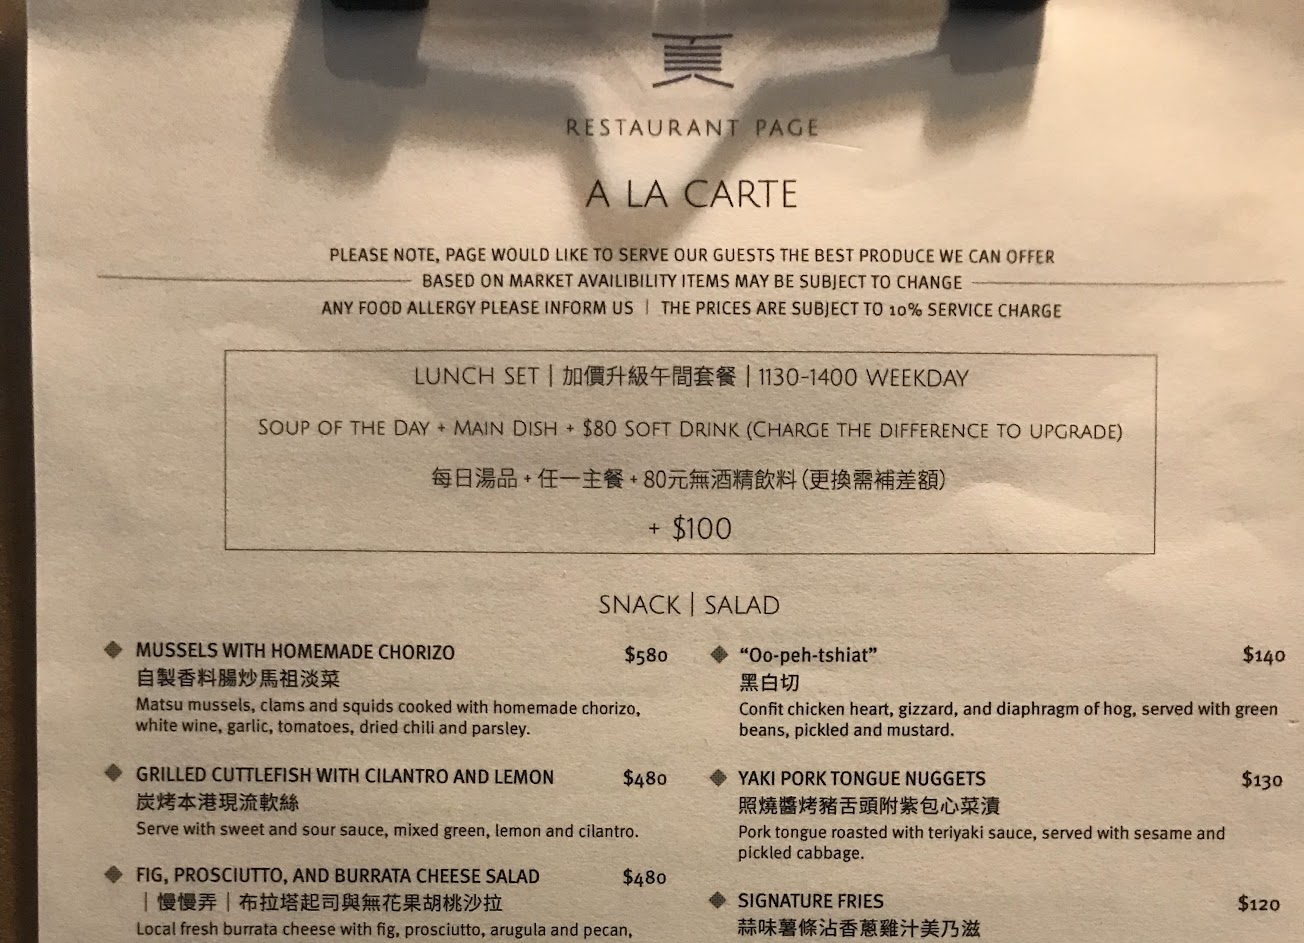 頁
RESTAURANT PAGE
A LA CARTE
PLEASE NOTE, PAGE WOULD LIKE TO SERVE OUR GUESTS THE BEST PRODUCE WE CAN OFFER
BASED ON MARKET AVAILIBILITY ITEMS MAY BE SUBJECT TO CHANGE
ANY FOOD ALLERGY PLEASE INFORM US | THE PRICES ARE SUBJECT TO 10% SERVICE CHARGE
LUNCH SET | 加價升級午間套餐 | 1130-1400 WEEKDAY
SOUP OF THE DAY + MAIN DISH + $80 SOFT DRINK (CHARGE THE DIFFERENCE TO UPGRADE)
每日湯品 + 任一主餐 + 80元無酒精飲料 (更換需補差額)
+ $100
SNACK | SALAD
MUSSELS WITH HOMEMADE CHORIZO $580
自製香料腸炒馬祖淡菜
Matsu mussels, clams and squids cooked with homemade chorizo,
white wine, garlic, tomatoes, dried chili and parsley.
GRILLED CUTTLEFISH WITH CILANTRO AND LEMON $480
炭烤本港現流軟絲
Serve with sweet and sour sauce, mixed green, lemon and cilantro.
FIG, PROSCIUTTO, AND BURRATA CHEESE SALAD $480
｜慢慢弄｜布拉塔起司與無花果胡桃沙拉
Local fresh burrata cheese with fig, prosciutto, arugula and pecan,
"Oo-peh-tshiat" $140
黑白切
Confit chicken heart, gizzard, and diaphragm of hog, served with green
beans, pickled and mustard.
YAKI PORK TONGUE NUGGETS $130
照燒醬烤豬舌頭附紫包心菜漬
Pork tongue roasted with teriyaki sauce, served with sesame and
pickled cabbage.
SIGNATURE FRIES $120
蒜味薯條沾香蔥雞汁美乃滋